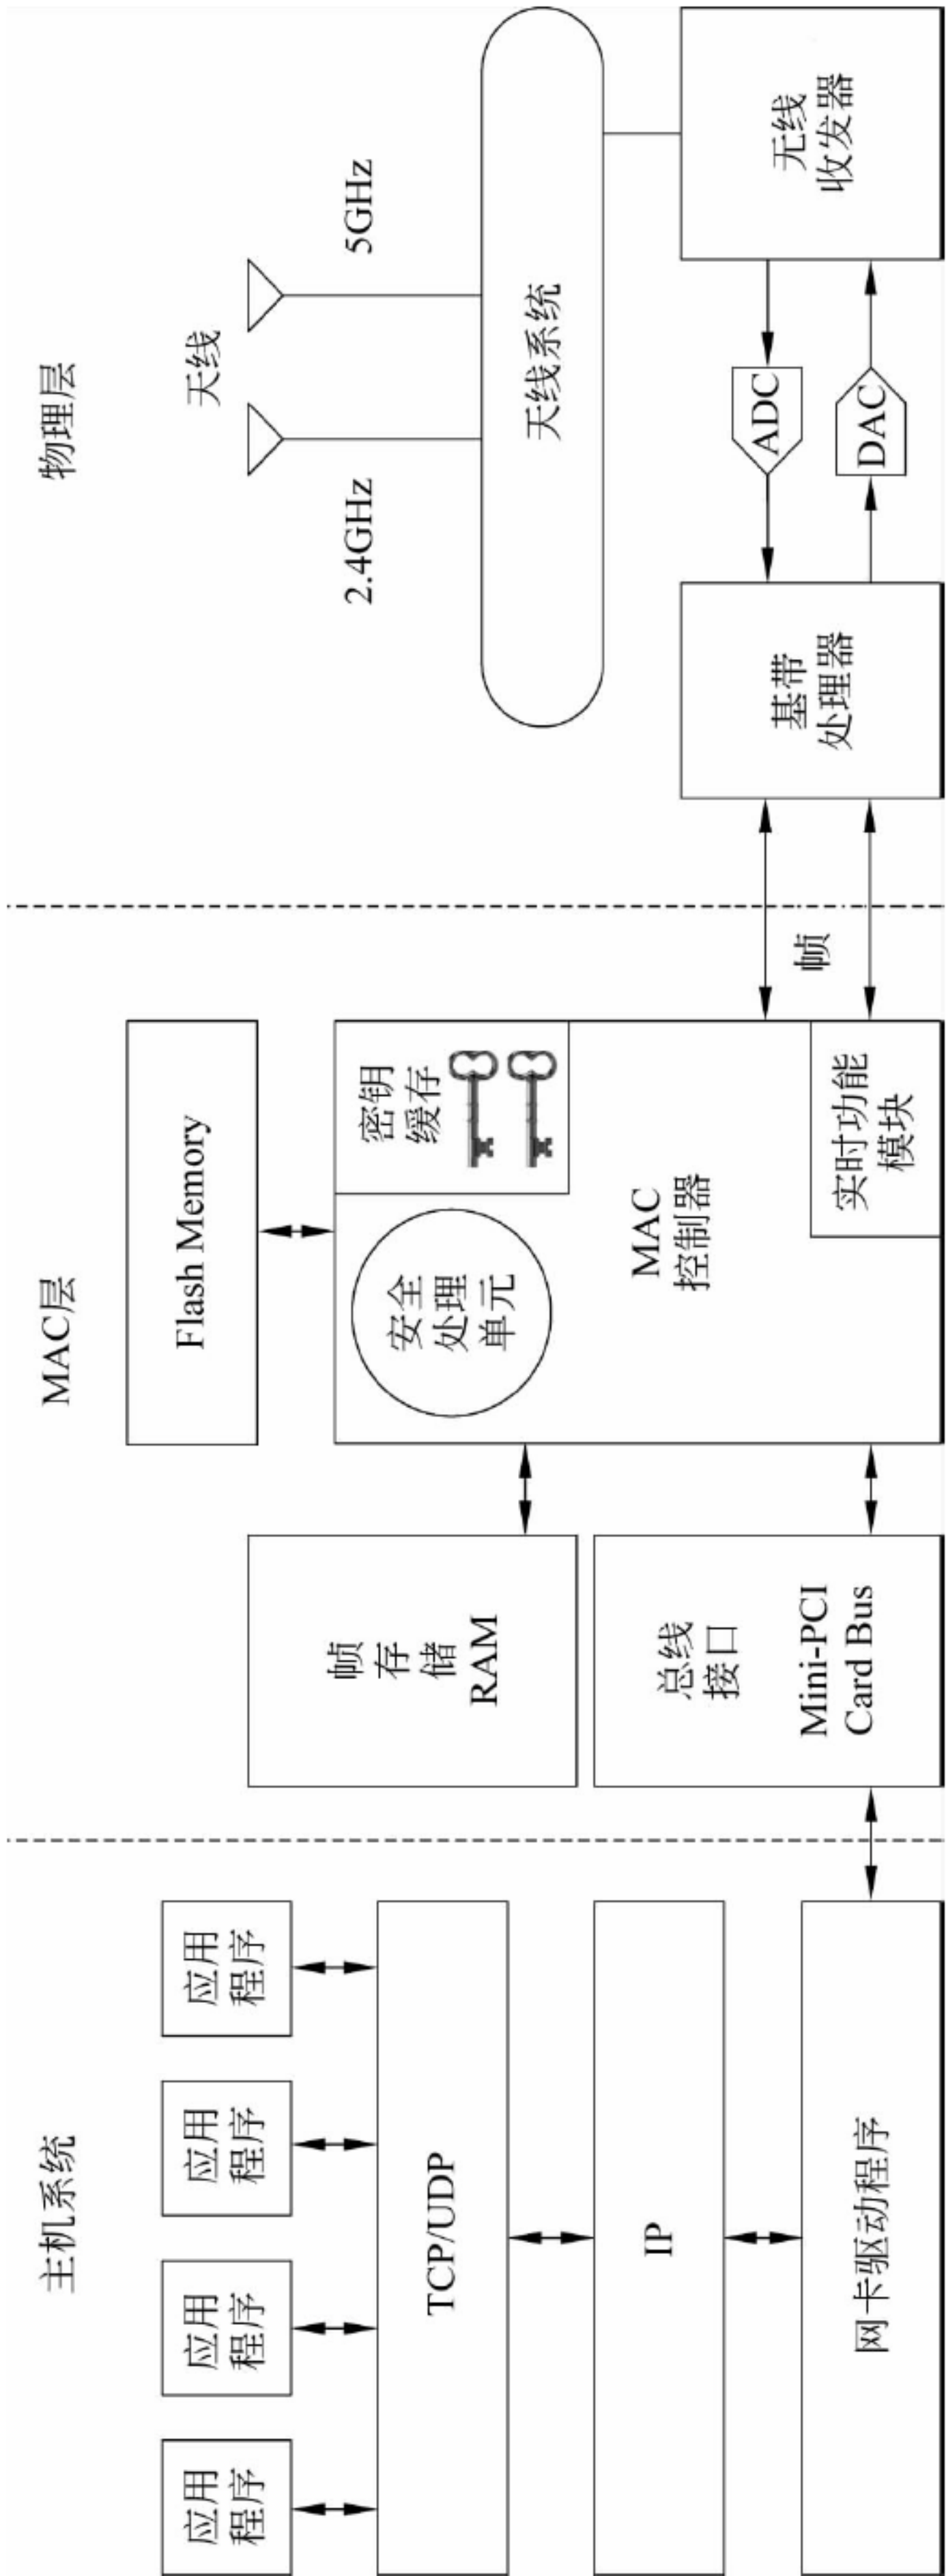 主机系统
MAC层
物理层
应用
程序
应用
程序
应用
程序
应用
程序
TCP/UDP
IP
网卡驱动程序
Flash Memory
帧
存
储
RAM
总线
接口
Mini-PCI
Card Bus
安全
处理
单元
密钥
缓存
MAC
控制器
实时功能
模块
帧
天线
2.4GHz
5GHz
天线系统
基带
处理器
ADC
DAC
无线
收发器